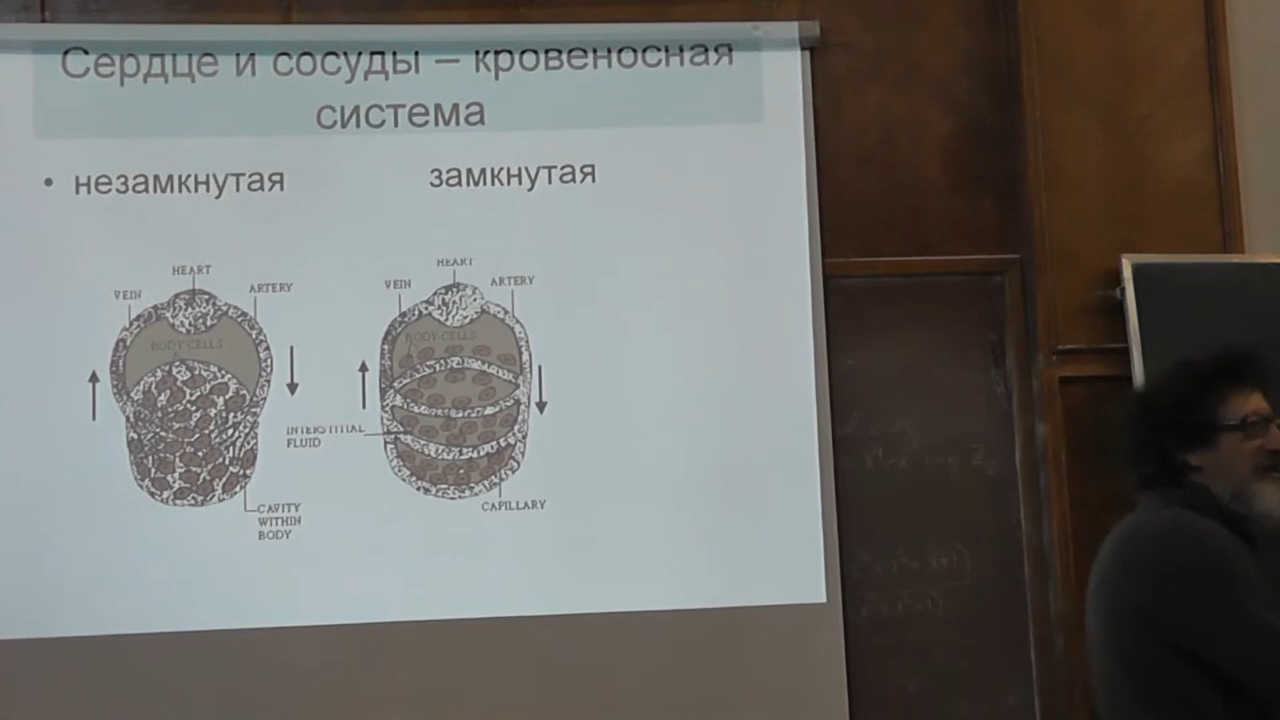 Сердце и сосуды – кровеносная
система
• незамкнутая
замкнутая
HEART
VEIN
ARTERY
BODY CELLS
CAVITY
WITHIN
BODY
HEART
VEIN
ARTERY
BODY CELLS
INTERSTITIAL
FLUID
CAPILLARY